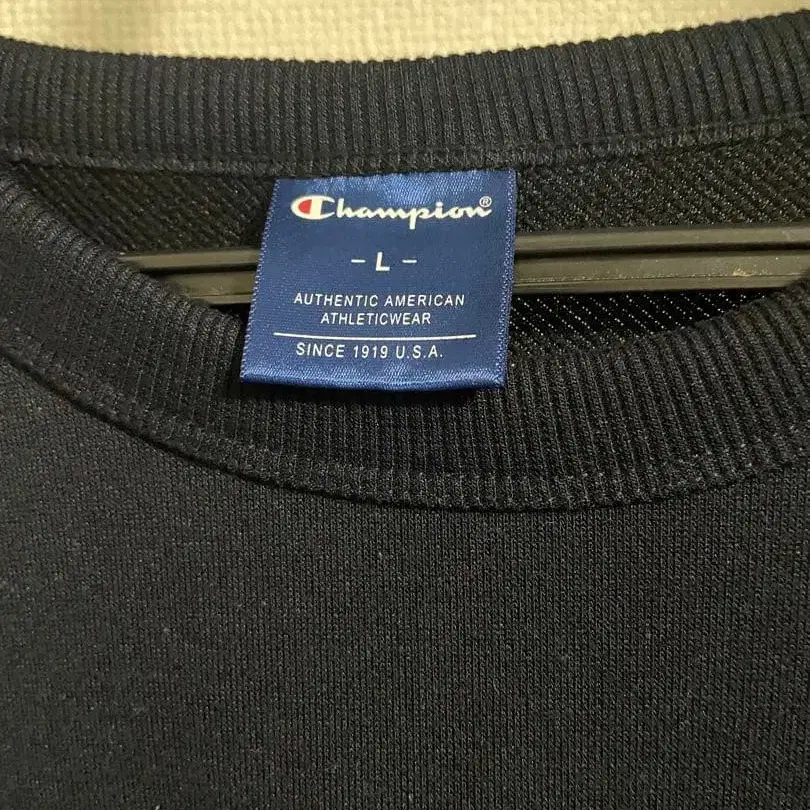 Champion®
- L -
AUTHENTIC AMERICAN
ATHLETICWEAR
SINCE 1919 U.S.A.